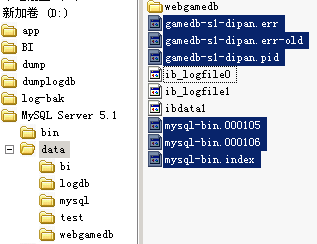 新加卷 (D:)
app
BI
dump
dumplogdb
log-bak
MySQL Server 5.1
bin
data
bi
logdb
mysql
test
webgamedb
webgamedb
gamedb-s1-dipan.err
gamedb-s1-dipan.err-old
gamedb-s1-dipan.pid
ib_logfile0
ib_logfile1
ibdata1
mysql-bin.000105
mysql-bin.000106
mysql-bin.index